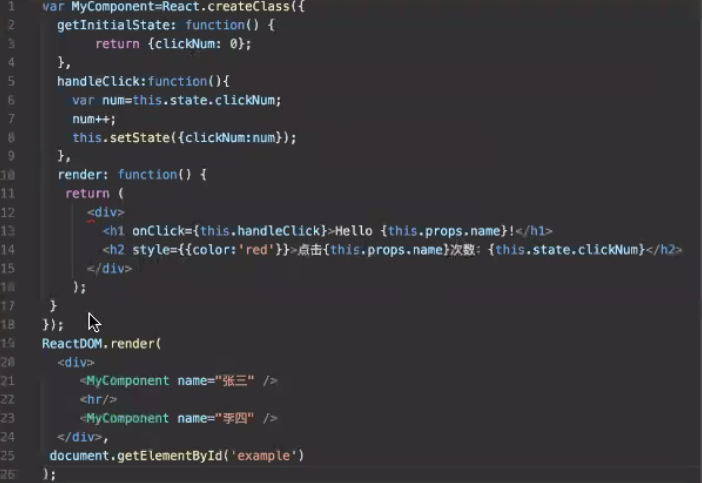 1 var MyComponent=React.createClass({
2 getInitialState: function() {
3 return {clickNum: 0};
4 },
5 handleClick:function(){
6 var num=this.state.clickNum;
7 num++;
8 this.setState({clickNum:num});
9 },
10 render: function() {
11 return (
12 <div>
13 <h1 onClick={this.handleClick}>Hello {this.props.name}!</h1>
14 <h2 style={{color:'red'}}>点击{this.props.name}次数：{this.state.clickNum}</h2>
15 </div>
16 );
17 }
18 });
19 ReactDOM.render(
20 <div>
21 <MyComponent name="张三" />
22 <hr/>
23 <MyComponent name="李四" />
24 </div>,
25 document.getElementById('example')
26 );